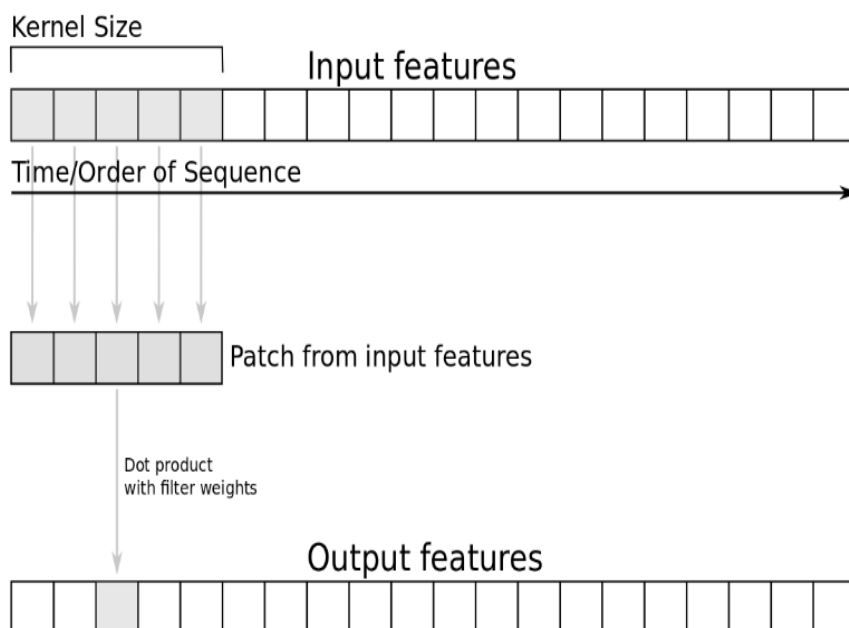 Kernel Size
Input features
Time/Order of Sequence
Patch from input features
Dot product
with filter weights
Output features